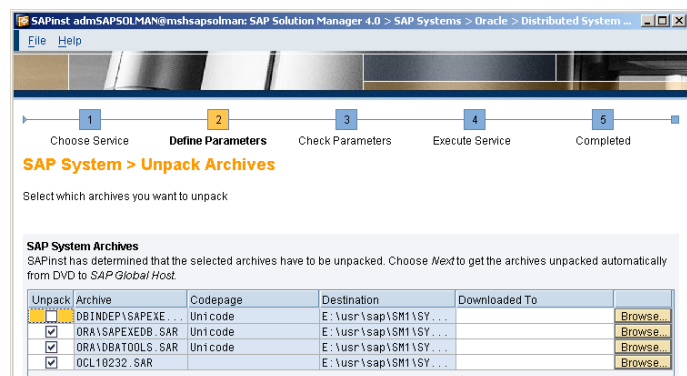 SAPinst admSAPSOLMAN@mshsapsolman: SAP Solution Manager 4.0 > SAP Systems > Oracle > Distributed System ...
File Help
1 2 3 4 5
Choose Service Define Parameters Check Parameters Execute Service Completed
SAP System > Unpack Archives
Select which archives you want to unpack
SAP System Archives
SAPinst has determined that the selected archives have to be unpacked. Choose Next to get the archives unpacked automatically
from DVD to SAP Global Host.
Unpack Archive Codepage Destination Downloaded To
DBINDEP\SAPEXE... Unicode E:\usr\sap\SM1\SY... Browse...
ORA\SAPEXEDB.SAR Unicode E:\usr\sap\SM1\SY... Browse...
ORA\DBATOOLS.SAR Unicode E:\usr\sap\SM1\SY... Browse...
OCL10232.SAR E:\usr\sap\SM1\SY... Browse...